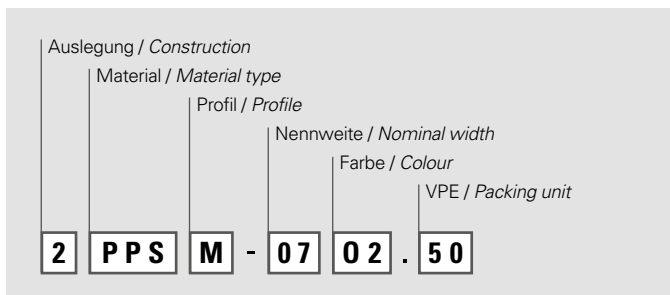 Auslegung / Construction
Material / Material type
Profil / Profile
Nennweite / Nominal width
Farbe / Colour
VPE / Packing unit
2 PPS M - 07 02 . 50